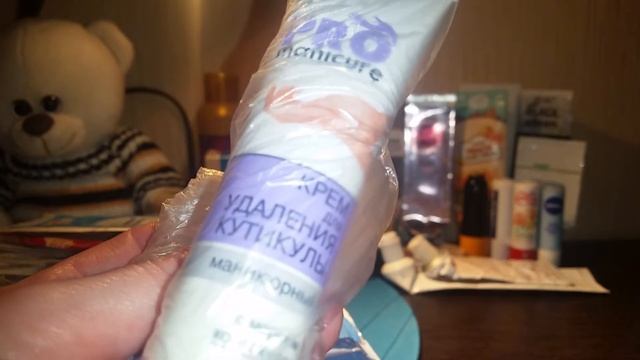 PRO
manicure
КРЕМ
ДЛЯ
УДАЛЕНИЯ
КУТИКУЛЫ
маникюрный